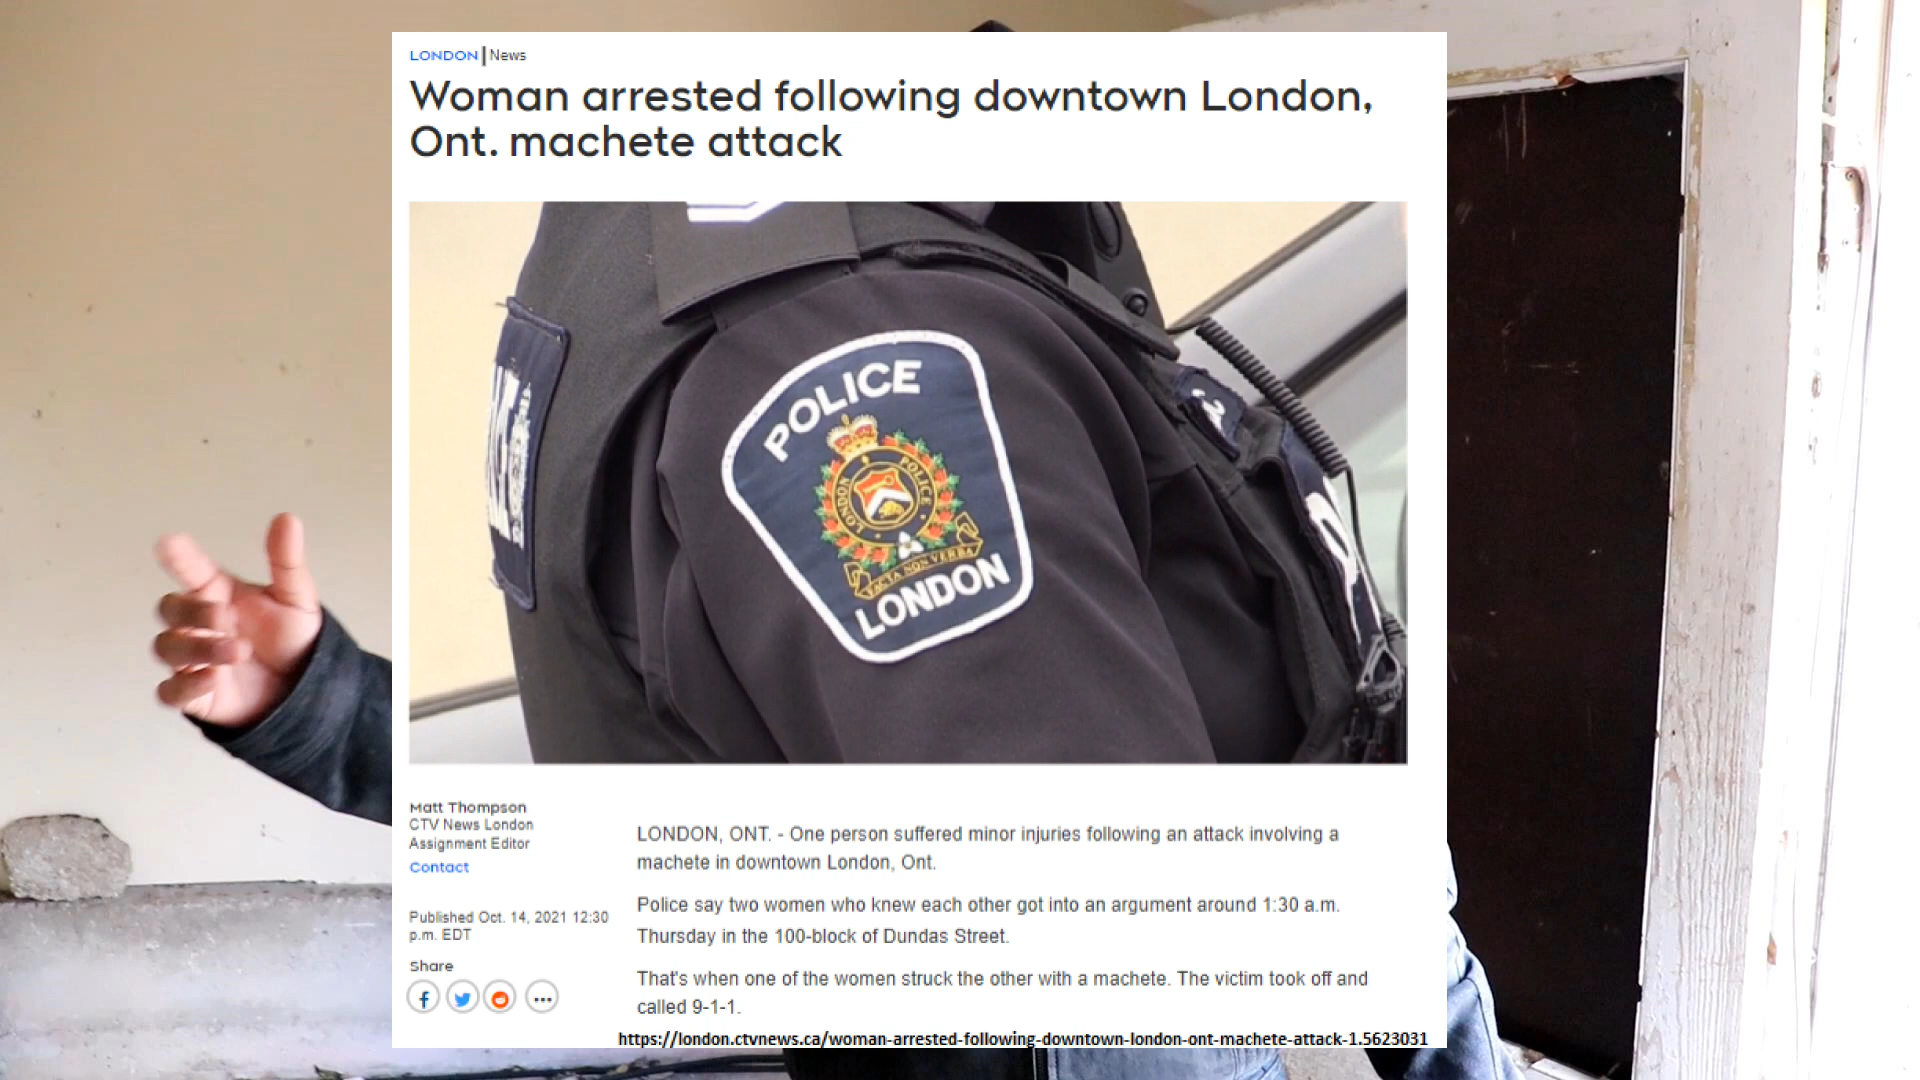 LONDON | News
Woman arrested following downtown London,
Ont. machete attack
POLICE
LONDON POLICE
FACTA NON VERBA
LONDON
Matt Thompson
CTV News London
Assignment Editor
Contact
Published Oct. 14, 2021 12:30
p.m. EDT
Share
LONDON, ONT. - One person suffered minor injuries following an attack involving a
machete in downtown London, Ont.
Police say two women who knew each other got into an argument around 1:30 a.m.
Thursday in the 100-block of Dundas Street.
That's when one of the women struck the other with a machete. The victim took off and
called 9-1-1.
https://london.ctvnews.ca/woman-arrested-following-downtown-london-ont-machete-attack-1.5623031